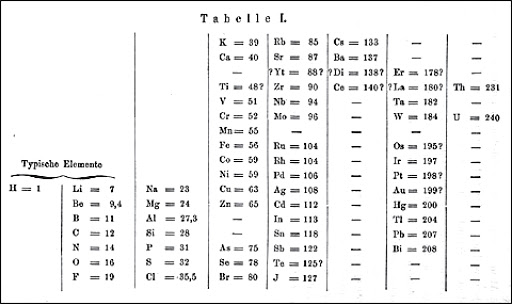 Tabelle I.
K = 39 Rb = 85 Cs = 133 — —
Ca = 40 Sr = 87 Ba = 137 — —
— ?Yt = 88? ?Di = 138? Er = 178? —
Ti = 48? Zr = 90 Ce = 140? ?La = 180? Th = 231
V = 51 Nb = 94 — Ta = 182 —
Cr = 52 Mo = 96 — W = 184 U = 240
Mn = 55 — — — —
Fe = 56 Ru = 104 — Os = 195? —
Typische Elemente Co = 59 Rh = 104 — Ir = 197 —
Ni = 59 Pd = 106 — Pt = 198? —
H = 1 Li = 7 Na = 23 Cu = 63 Ag = 108 — Au = 199? —
Be = 9,4 Mg = 24 Zn = 65 Cd = 112 — Hg = 200 —
B = 11 Al = 27,3 — In = 113 — Tl = 204 —
C = 12 Si = 28 — Sn = 118 — Pb = 207 —
N = 14 P = 31 As = 75 Sb = 122 — Bi = 208 —
O = 16 S = 32 Se = 78 Te = 125? — — —
F = 19 Cl = 35,5 Br = 80 J = 127 — — —